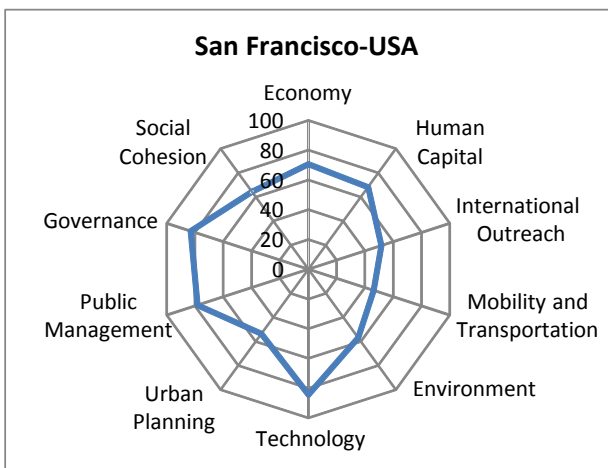 San Francisco-USA
Economy
Human
Capital
International
Outreach
Mobility and
Transportation
Environment
Technology
Urban
Planning
Public
Management
Governance
Social
Cohesion
100
80
60
40
20
0